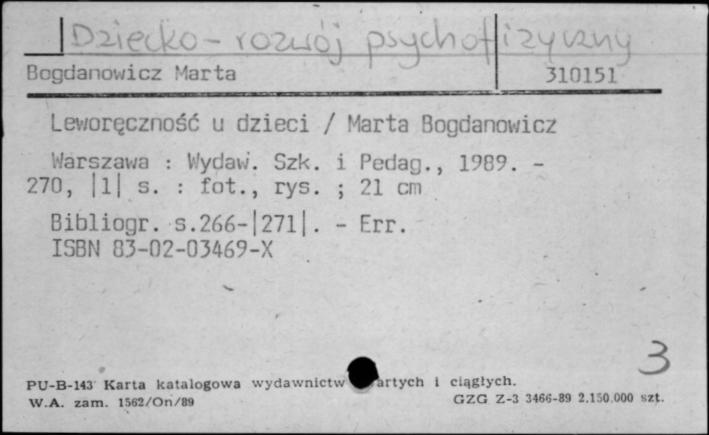 Dziecko - rozwój psychofizyczny
Bogdanowicz Marta 310151
Leworęczność u dzieci / Marta Bogdanowicz
Warszawa : Wydaw. Szk. i Pedag., 1989. -
270, |1| s. : fot., rys. ; 21 cm
Bibliogr. s.266-|271|. - Err.
ISBN 83-02-03469-X
3
PU-B-143 Karta katalogowa wydawnictw artych i ciągłych.
W.A. zam. 1562/On/89 GZG Z-3 3466-89 2.150.000 szt.